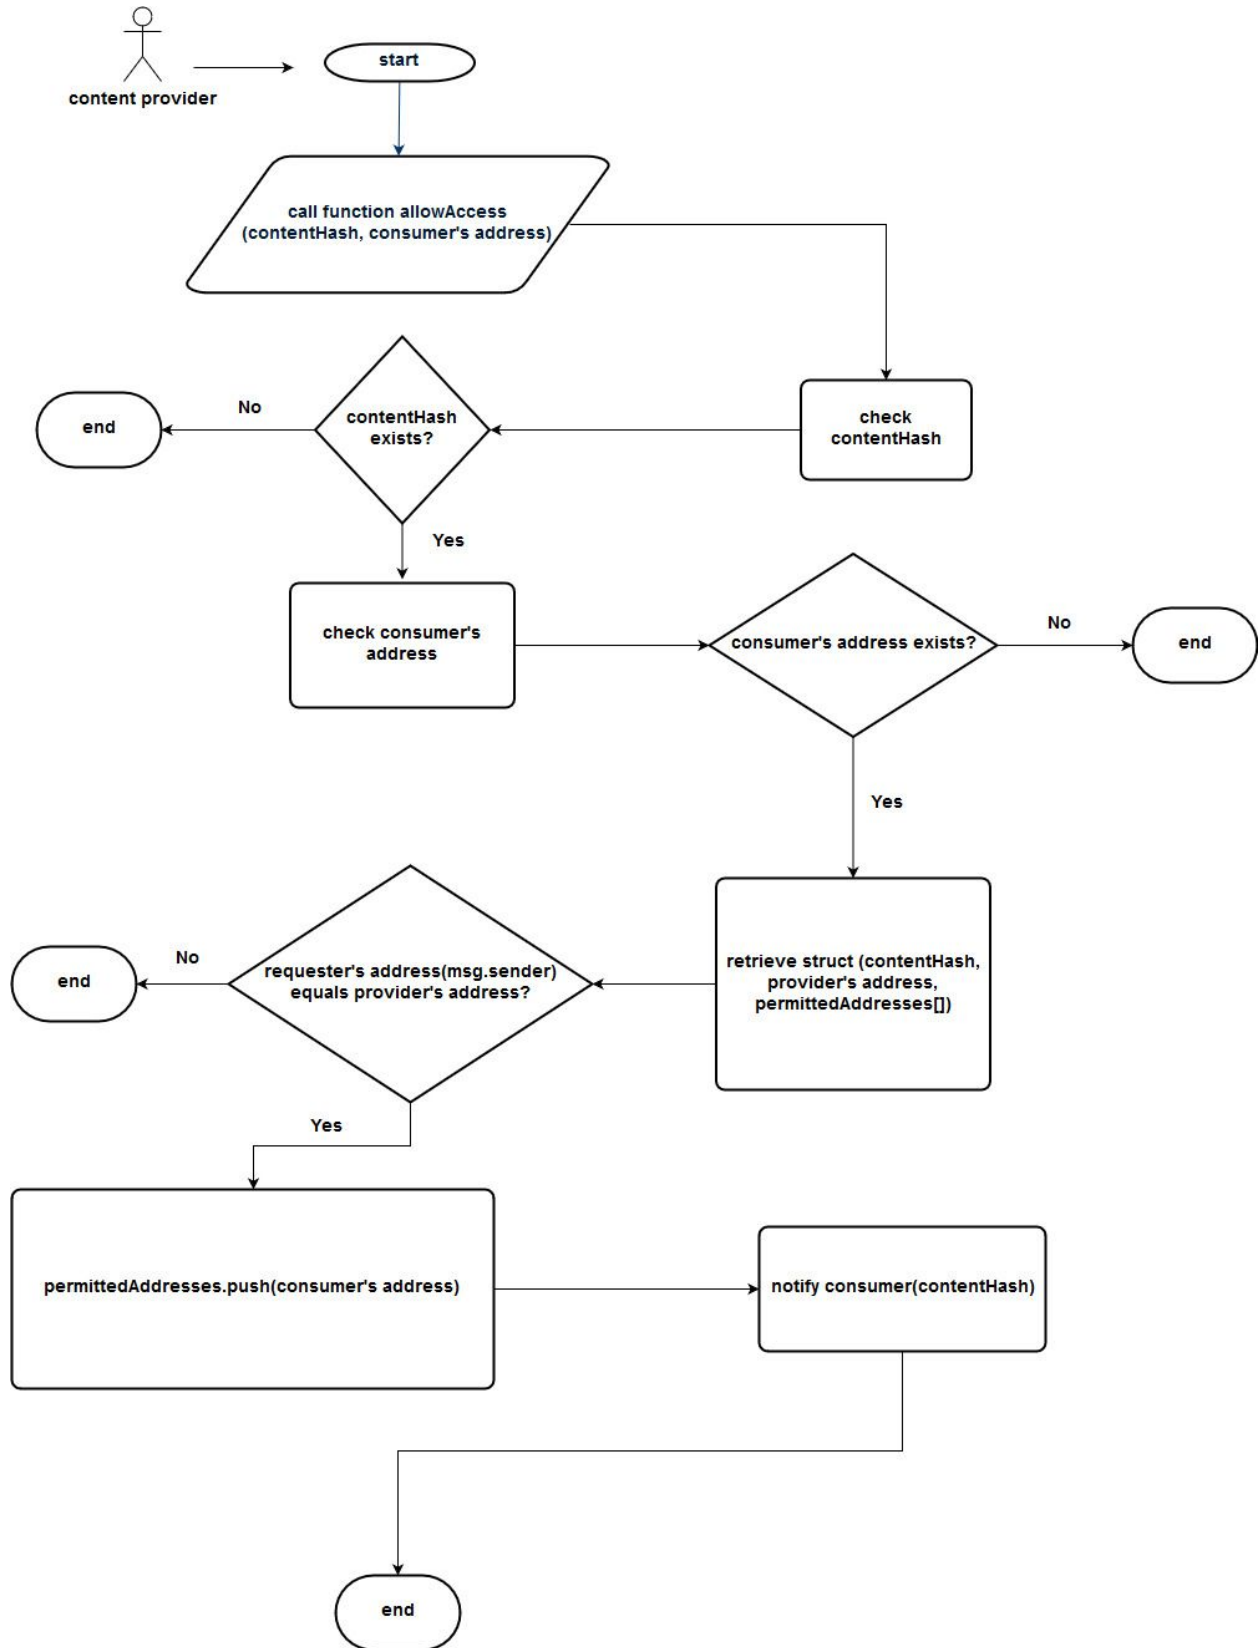 start
content provider
call function allowAccess
(contentHash, consumer's address)
No
contentHash
exists?
end
check
contentHash
Yes
check consumer's
address
consumer's address exists?
No
end
Yes
No
requester's address(msg.sender)
equals provider's address?
end
retrieve struct (contentHash,
provider's address,
permittedAddresses[])
Yes
permittedAddresses.push(consumer's address)
notify consumer(contentHash)
end